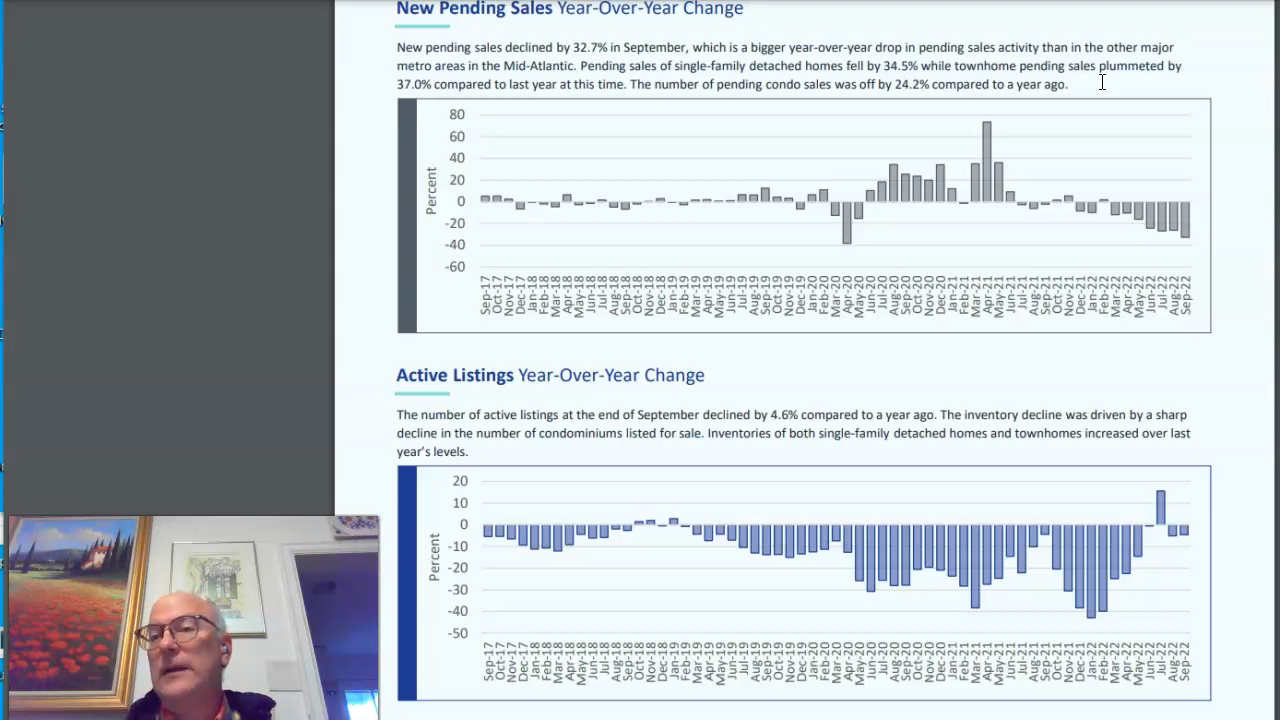 New Pending Sales Year-Over-Year Change
New pending sales declined by 32.7% in September, which is a bigger year-over-year drop in pending sales activity than in the other major
metro areas in the Mid-Atlantic. Pending sales of single-family detached homes fell by 34.5% while townhome pending sales plummeted by
37.0% compared to last year at this time. The number of pending condo sales was off by 24.2% compared to a year ago.
80
60
40
20
0
-20
-40
-60
Percent
Sep-17
Oct-17
Nov-17
Dec-17
Jan-18
Feb-18
Mar-18
Apr-18
May-18
Jun-18
Jul-18
Aug-18
Sep-18
Oct-18
Nov-18
Dec-18
Jan-19
Feb-19
Mar-19
Apr-19
May-19
Jun-19
Jul-19
Aug-19
Sep-19
Oct-19
Nov-19
Dec-19
Jan-20
Feb-20
Mar-20
Apr-20
May-20
Jun-20
Jul-20
Aug-20
Sep-20
Oct-20
Nov-20
Dec-20
Jan-21
Feb-21
Mar-21
Apr-21
May-21
Jun-21
Jul-21
Aug-21
Sep-21
Oct-21
Nov-21
Dec-21
Jan-22
Feb-22
Mar-22
Apr-22
May-22
Jun-22
Jul-22
Aug-22
Sep-22
Active Listings Year-Over-Year Change
The number of active listings at the end of September declined by 4.6% compared to a year ago. The inventory decline was driven by a sharp
decline in the number of condominiums listed for sale. Inventories of both single-family detached homes and townhomes increased over last
year's levels.
20
10
0
-10
-20
-30
-40
-50
Percent
Sep-17
Oct-17
Nov-17
Dec-17
Jan-18
Feb-18
Mar-18
Apr-18
May-18
Jun-18
Jul-18
Aug-18
Sep-18
Oct-18
Nov-18
Dec-18
Jan-19
Feb-19
Mar-19
Apr-19
May-19
Jun-19
Jul-19
Aug-19
Sep-19
Oct-19
Nov-19
Dec-19
Jan-20
Feb-20
Mar-20
Apr-20
May-20
Jun-20
Jul-20
Aug-20
Sep-20
Oct-20
Nov-20
Dec-20
Jan-21
Feb-21
Mar-21
Apr-21
May-21
Jun-21
Jul-21
Aug-21
Sep-21
Oct-21
Nov-21
Dec-21
Jan-22
Feb-22
Mar-22
Apr-22
May-22
Jun-22
Jul-22
Aug-22
Sep-22